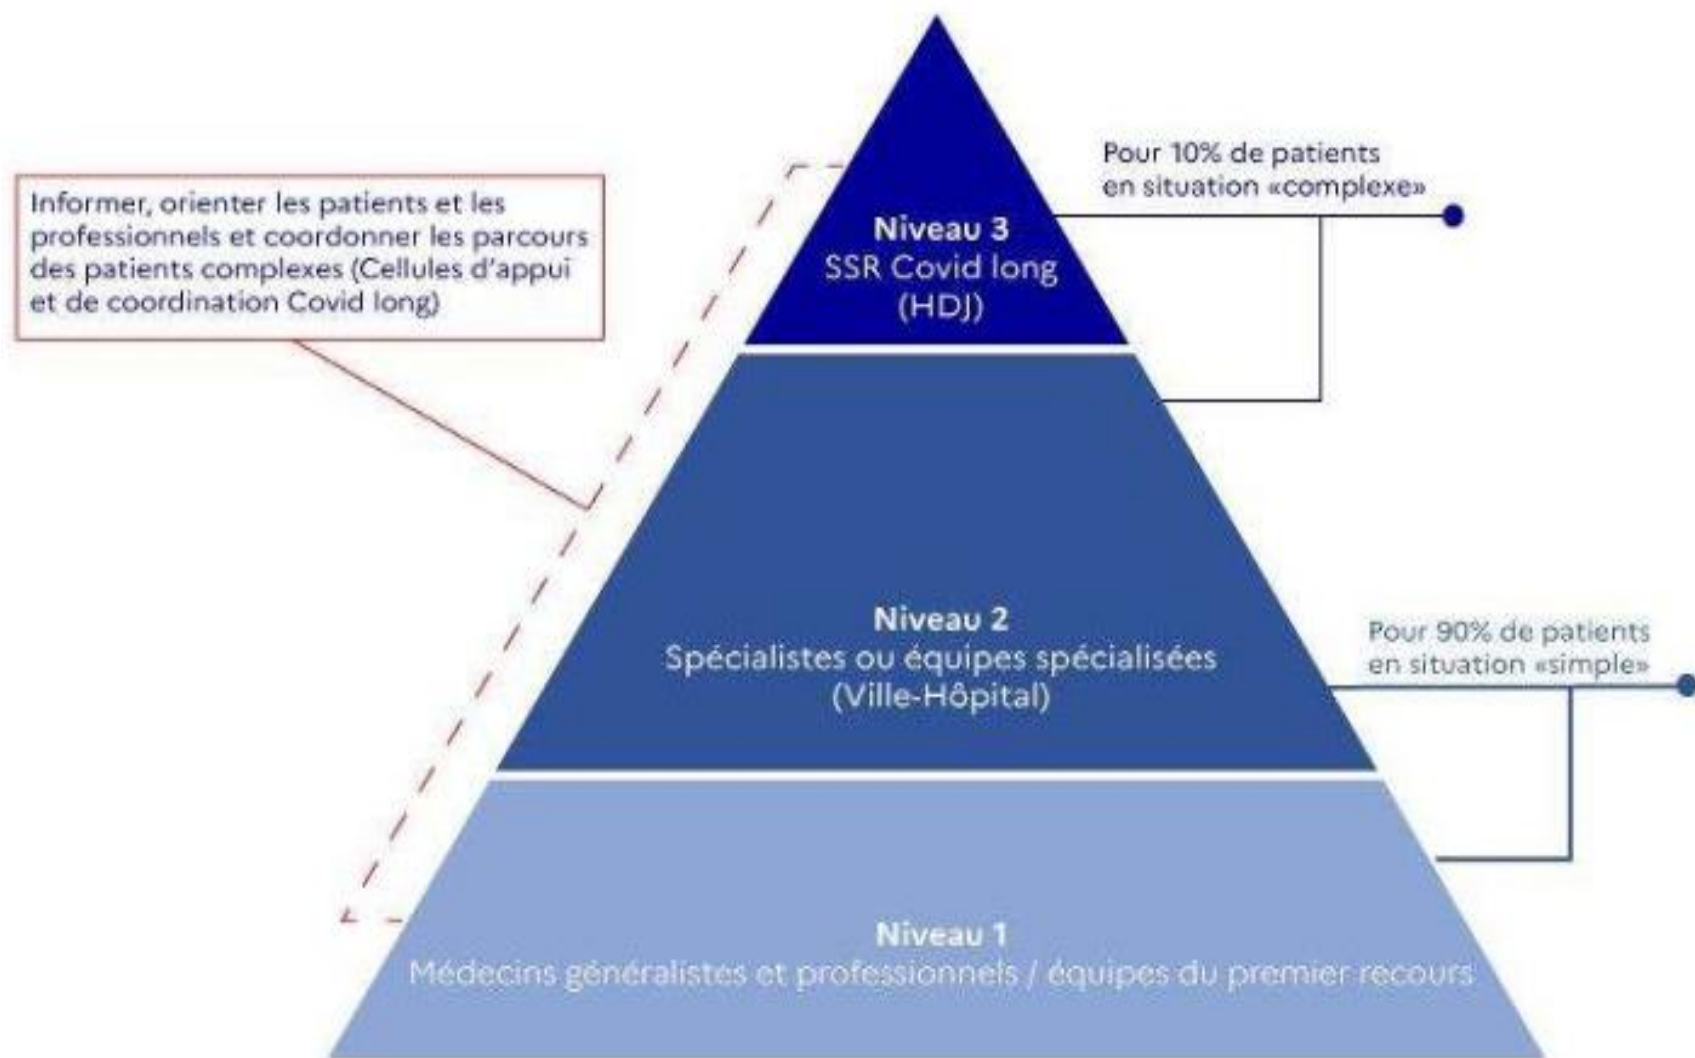 Pour 10% de patients
en situation «complexe»
Informer, orienter les patients et les
professionnels et coordonner les parcours
des patients complexes (Cellules d'appui
et de coordination Covid long)
Niveau 3
SSR Covid long
(HDJ)
Niveau 2
Spécialistes ou équipes spécialisées
(Ville-Hôpital)
Pour 90% de patients
en situation «simple»
Niveau 1
Médecins généralistes et professionnels / équipes du premier recours